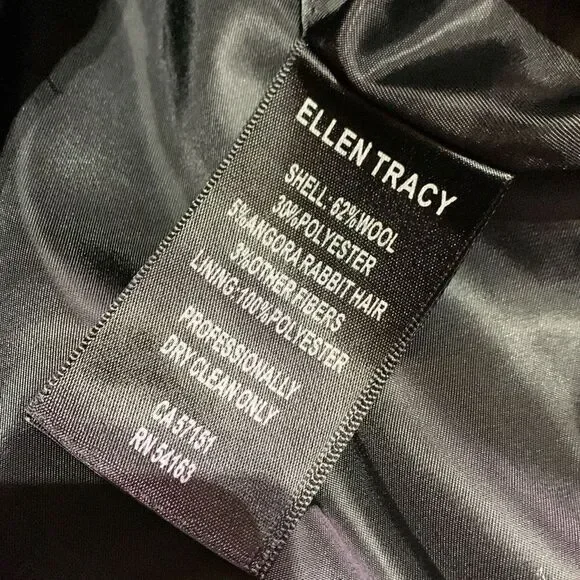 ELLEN TRACY
SHELL: 62%WOOL
30%POLYESTER
5%ANGORA RABBIT HAIR
3%OTHER FIBERS
LINING:100%POLYESTER
PROFESSIONALLY
DRY CLEAN ONLY
CA 57151
RN 54163